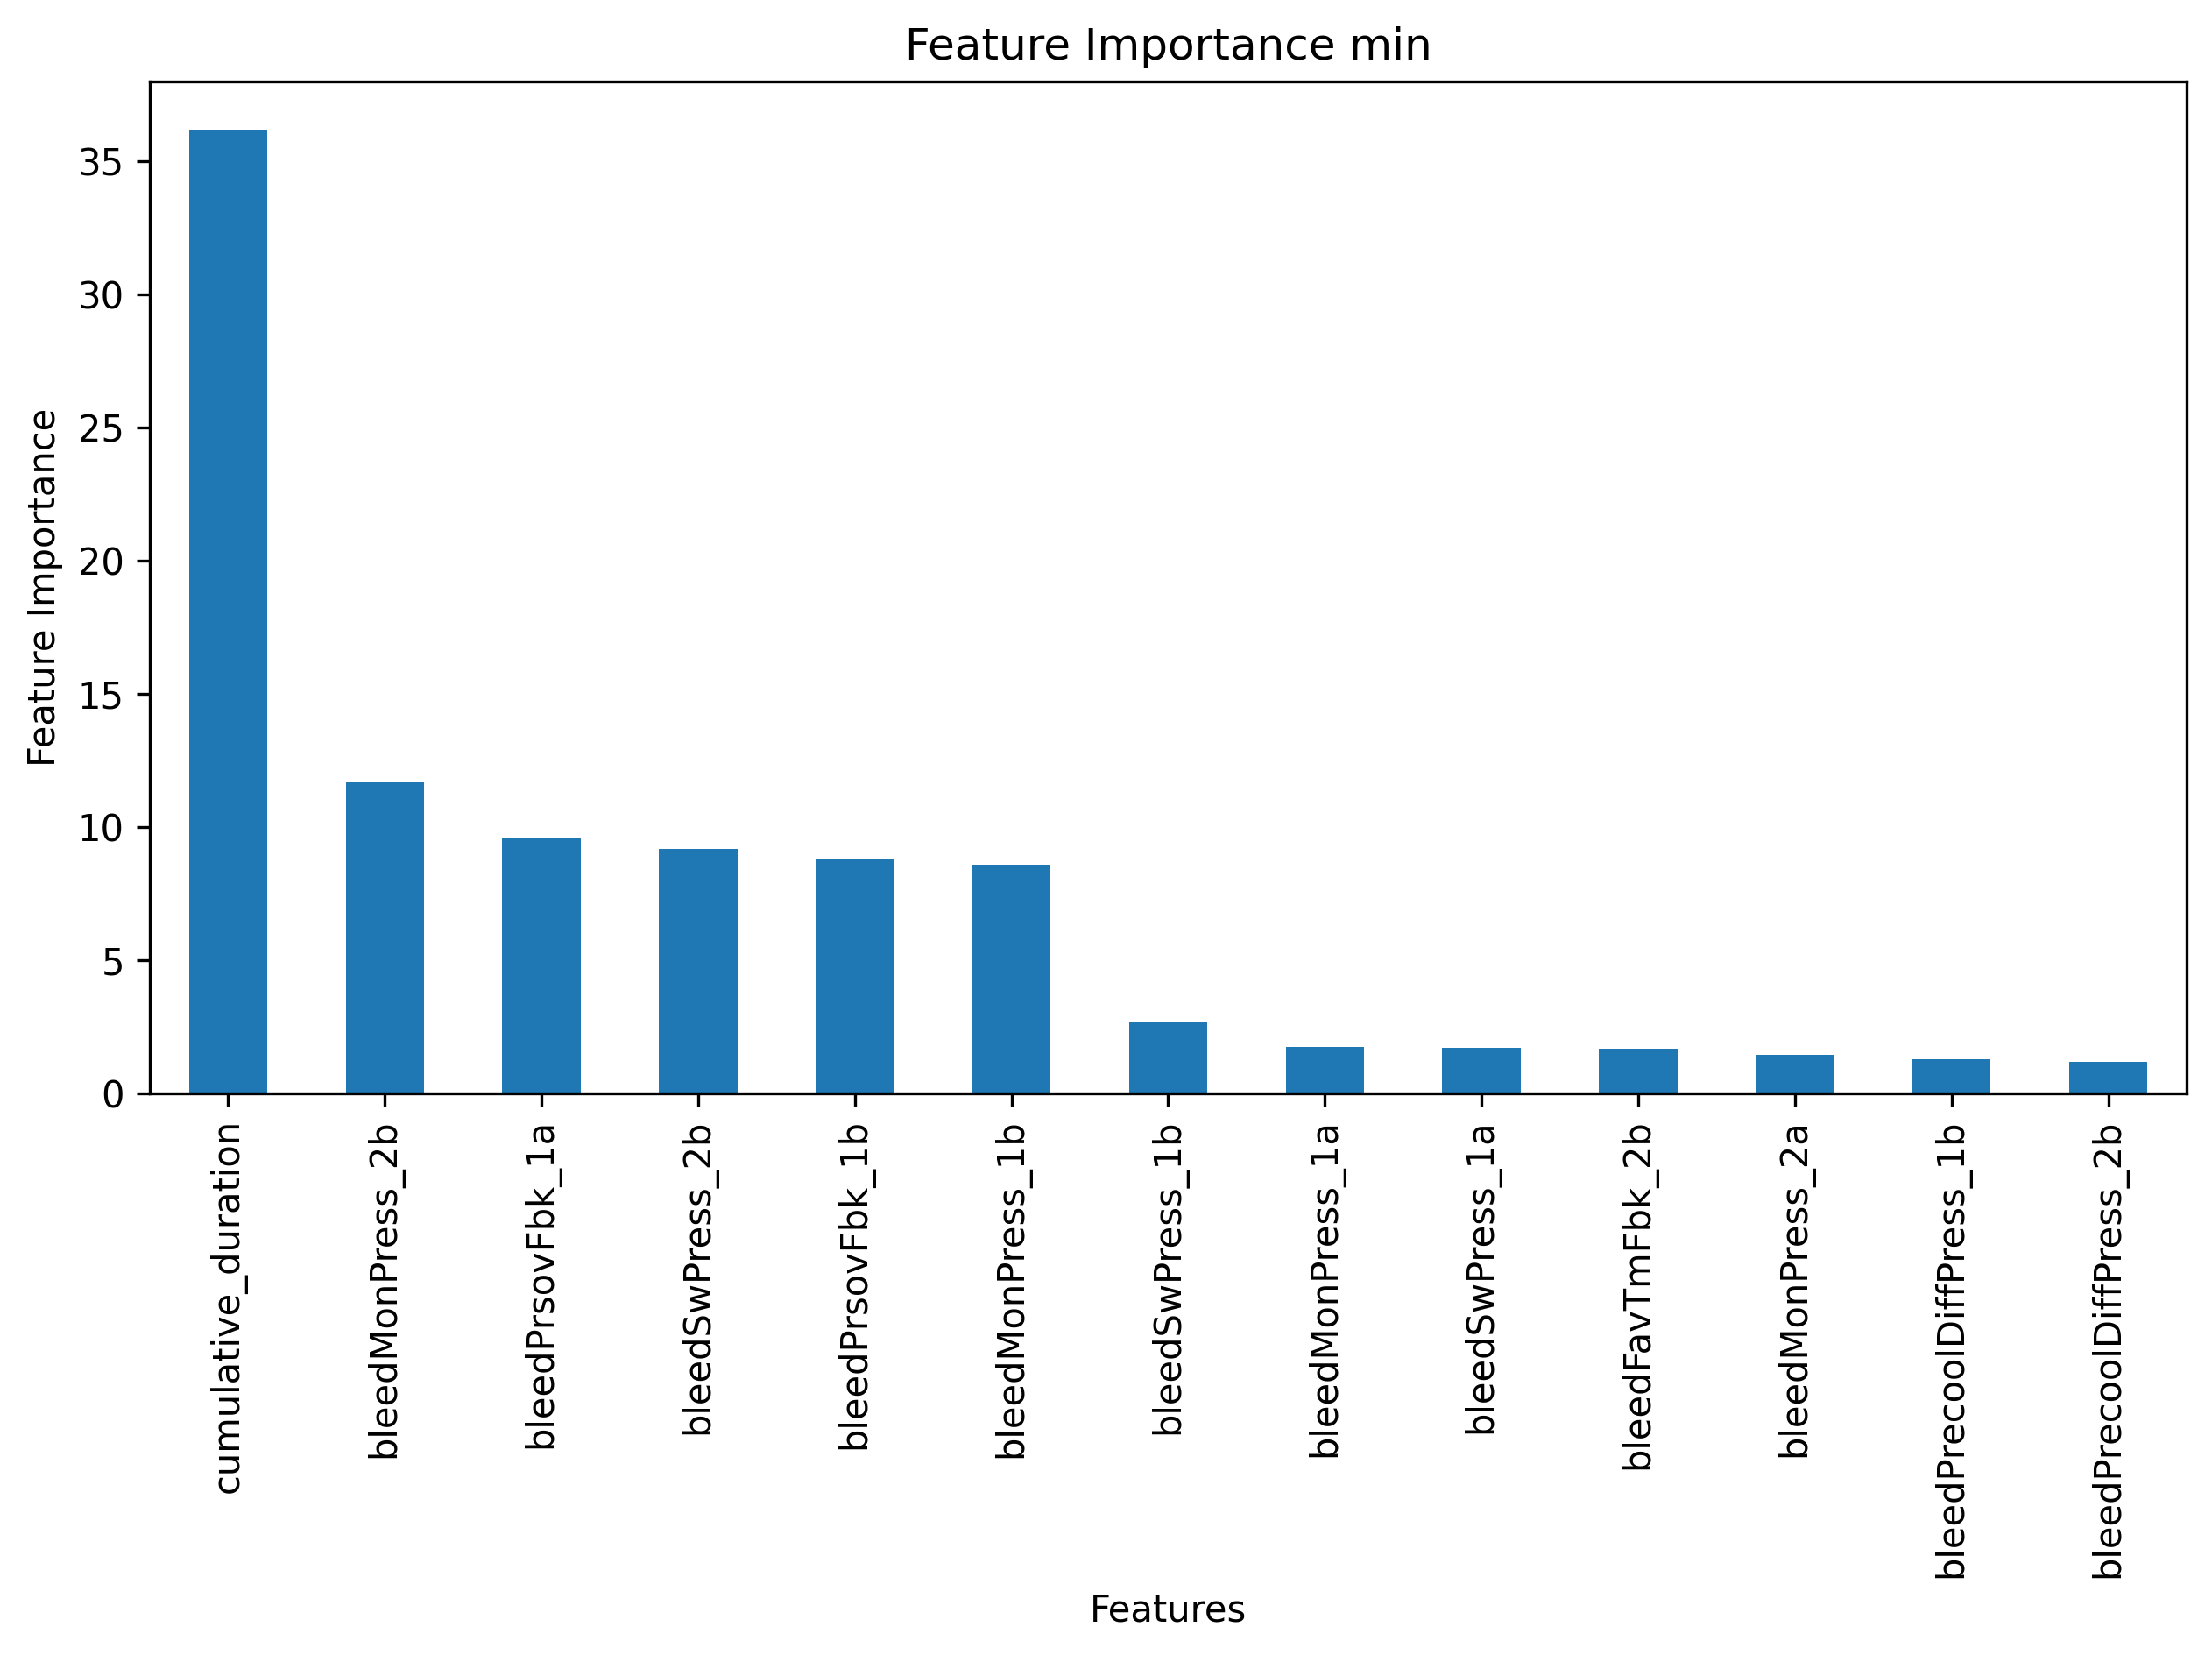 Feature Importance min
Feature Importance
35
30
25
20
15
10
5
0
cumulative_duration
bleedMonPress_2b
bleedPrsovFbk_1a
bleedSwPress_2b
bleedPrsovFbk_1b
bleedMonPress_1b
bleedSwPress_1b
bleedMonPress_1a
bleedSwPress_1a
bleedFavTmFbk_2b
bleedMonPress_2a
bleedPrecoolDiffPress_1b
bleedPrecoolDiffPress_2b
Features